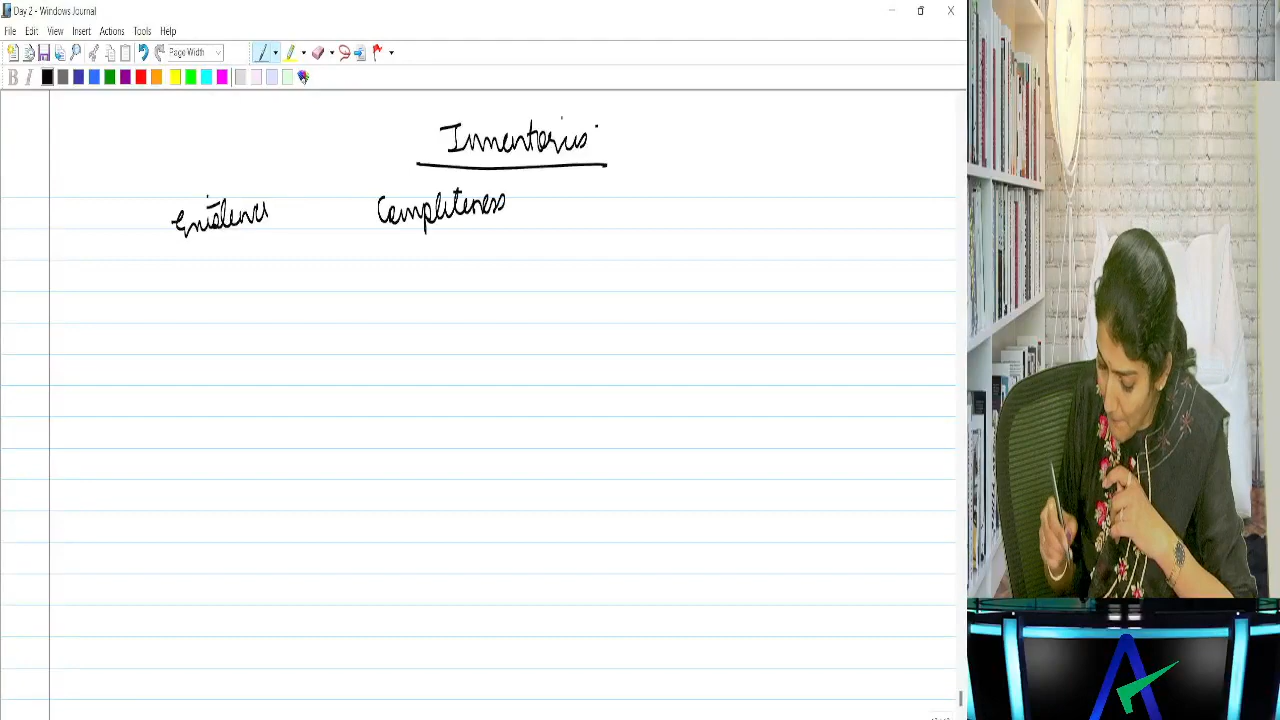 Day 2 - Windows Journal
File Edit View Insert Actions Tools Help
Page Width
B I
Inventories
Existence Completeness